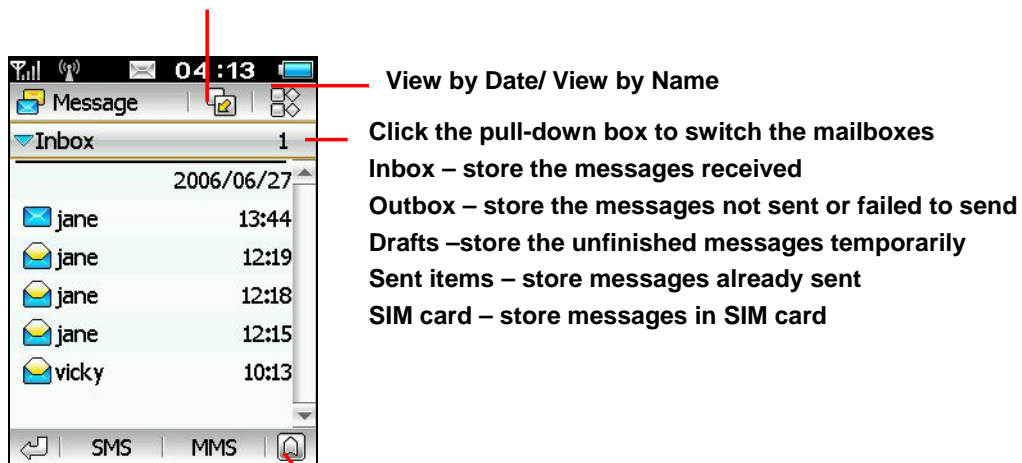 04:13
View by Date/ View by Name
Message
Click the pull-down box to switch the mailboxes
Inbox 1
Inbox – store the messages received
2006/06/27
Outbox – store the messages not sent or failed to send
jane 13:44
Drafts –store the unfinished messages temporarily
jane 12:19
Sent items – store messages already sent
jane 12:18
SIM card – store messages in SIM card
jane 12:15
vicky 10:13
SMS MMS